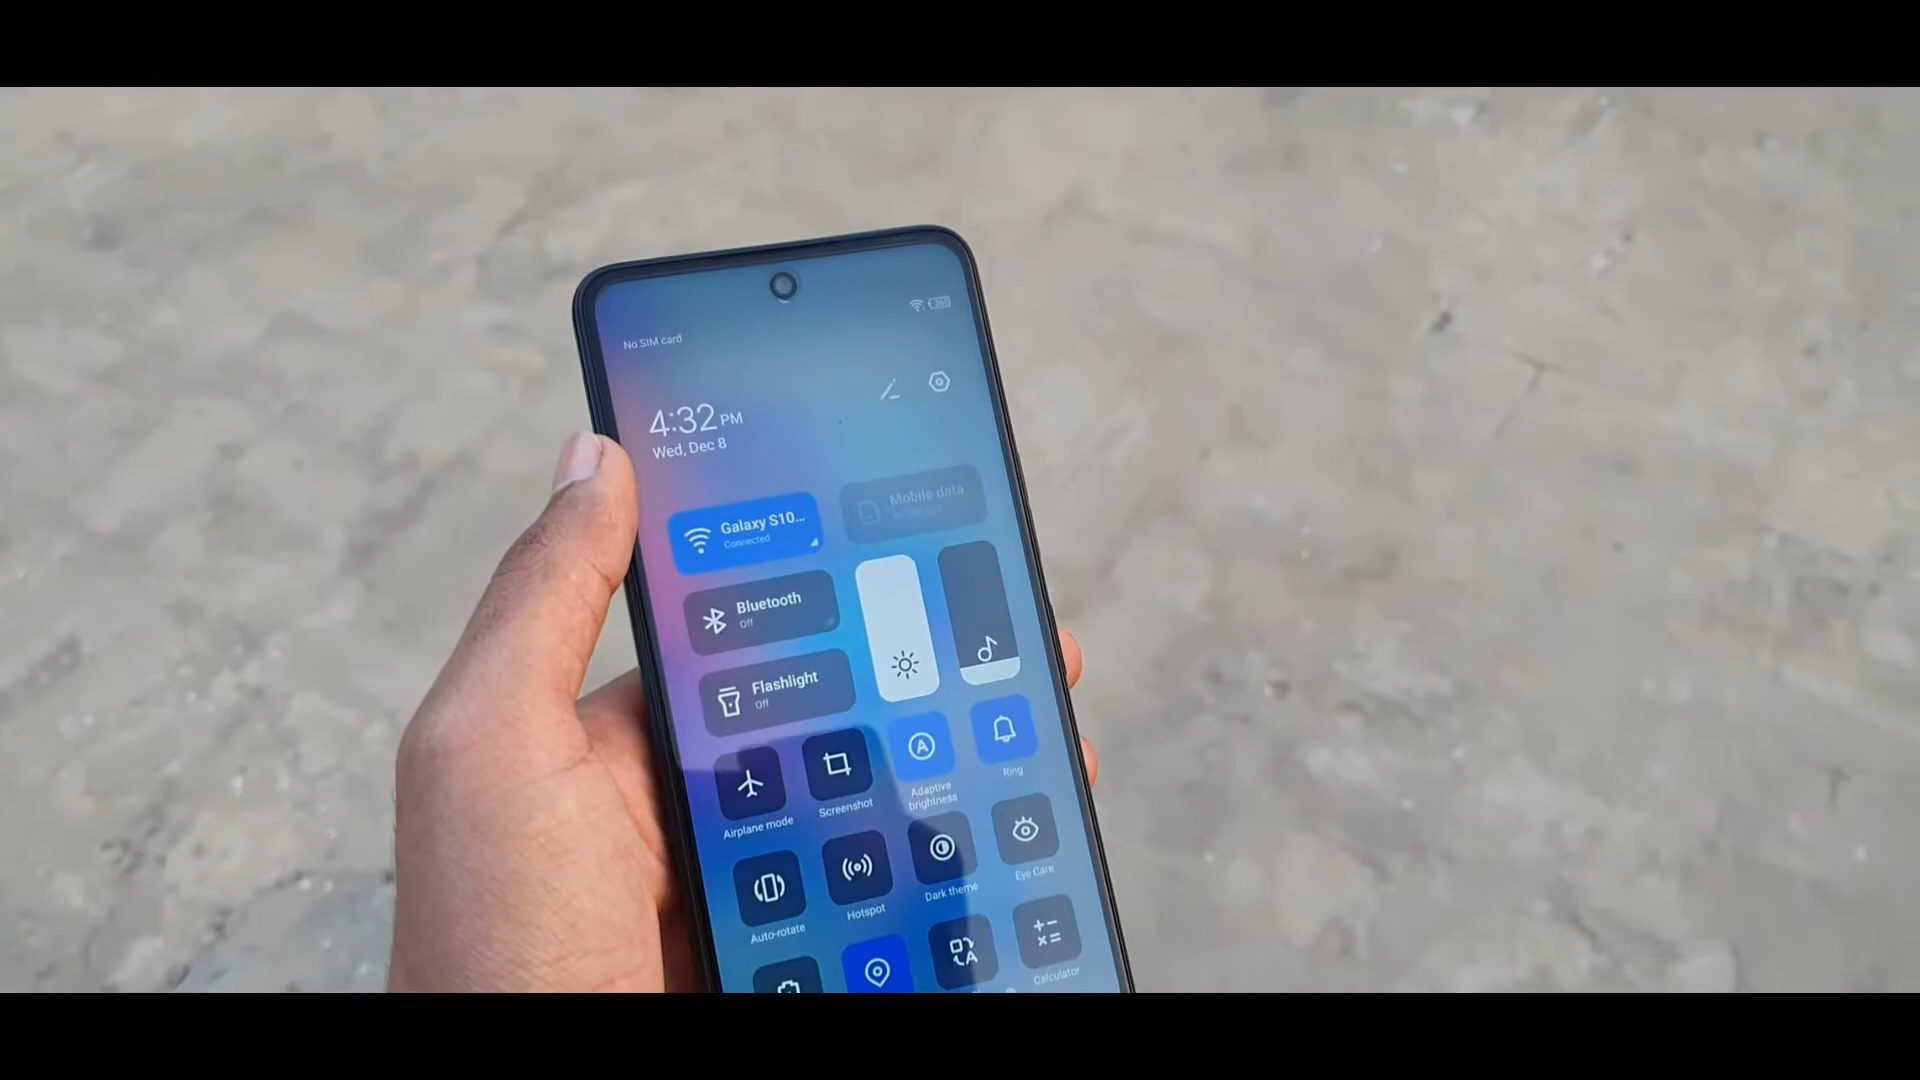 No SIM card
4:32 PM
Wed, Dec 8
Galaxy S10...
Connected
Mobile data
Bluetooth
Off
Flashlight
Off
A
Airplane mode
Screenshot
Adaptive
brightness
Ring
Auto-rotate
Hotspot
Dark theme
Eye Care
A
Calculator